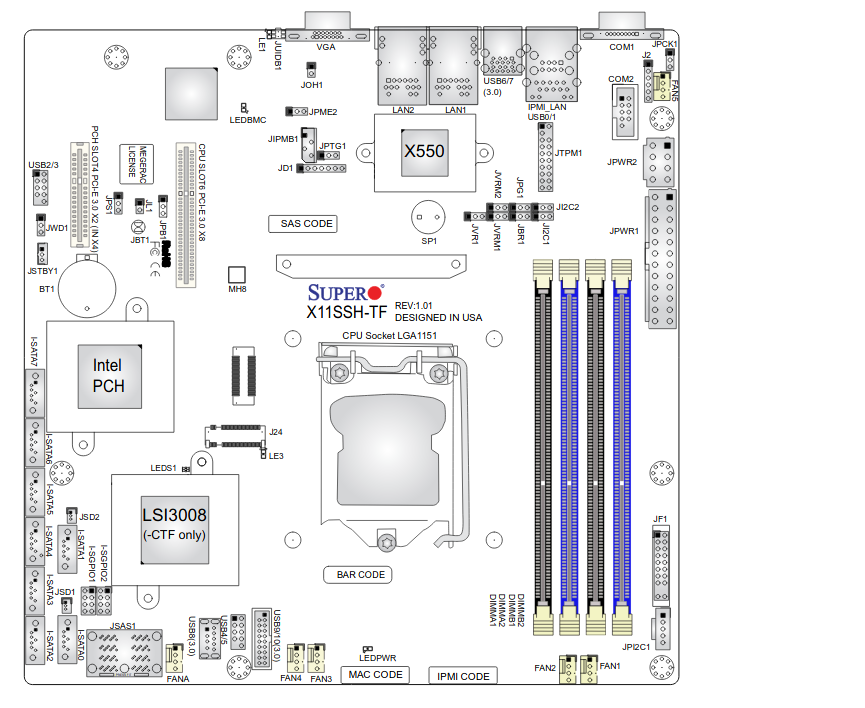 LE1
JUIDB1
VGA
COM1
JPCK1
J2
FAN5
JOH1
LAN2
LAN1
USB6/7
(3.0)
IPMI_LAN
USB0/1
COM2
LEDBMC
JPME2
JIPMB1
JPTG1
JD1
X550
JTPM1
JPWR2
PCH SLOT4 PCI-E 3.0 X2 (IN X4)
MEGERAC
LICENSE
CPU SLOT6 PCI-E 3.0 X8
USB2/3
JPS1
JL1
JPB1
JWD1
JBT1
JSTBY1
BT1
SAS CODE
SP1
JVRM2
JPG1
JI2C2
JVR1
JVRM1
JBR1
JI2C1
JPWR1
MH8
SUPER
X11SSH-TF
REV:1.01
DESIGNED IN USA
CPU Socket LGA1151
I-SATA7
Intel
PCH
I-SATA6
J24
LE3
LEDS1
I-SATA5
JSD2
LSI3008
(-CTF only)
I-SATA4
I-SATA1
I-SGPIO1
I-SGPIO2
JF1
BAR CODE
I-SATA3
JSD1
DIMMA1
DIMMA2
DIMMB1
DIMMB2
JSAS1
I-SATA2
I-SATA0
USB8(3.0)
USB4/5
USB9/10(3.0)
JPI2C1
FANA
FAN4
FAN3
LEDPWR
MAC CODE
IPMI CODE
FAN2
FAN1